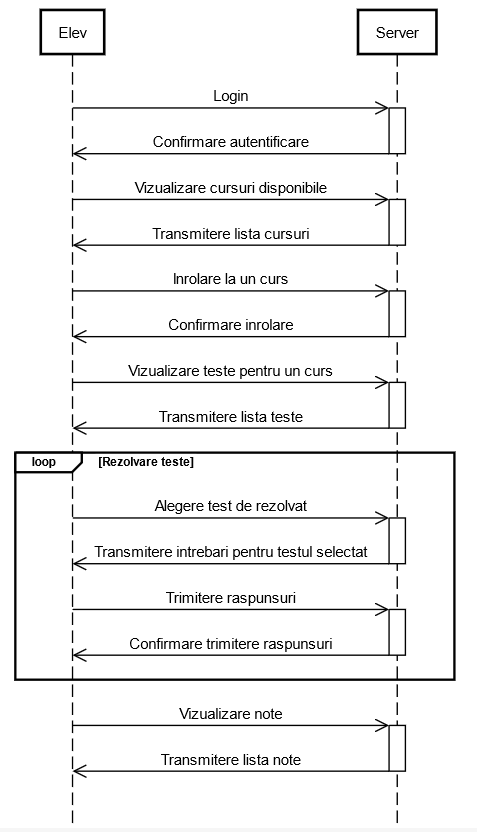 Elev
Server
Login
Confirmare autentificare
Vizualizare cursuri disponibile
Transmitere lista cursuri
Inrolare la un curs
Confirmare inrolare
Vizualizare teste pentru un curs
Transmitere lista teste
loop
[Rezolvare teste]
Alegere test de rezolvat
Transmitere intrebari pentru testul selectat
Trimitere raspunsuri
Confirmare trimitere raspunsuri
Vizualizare note
Transmitere lista note